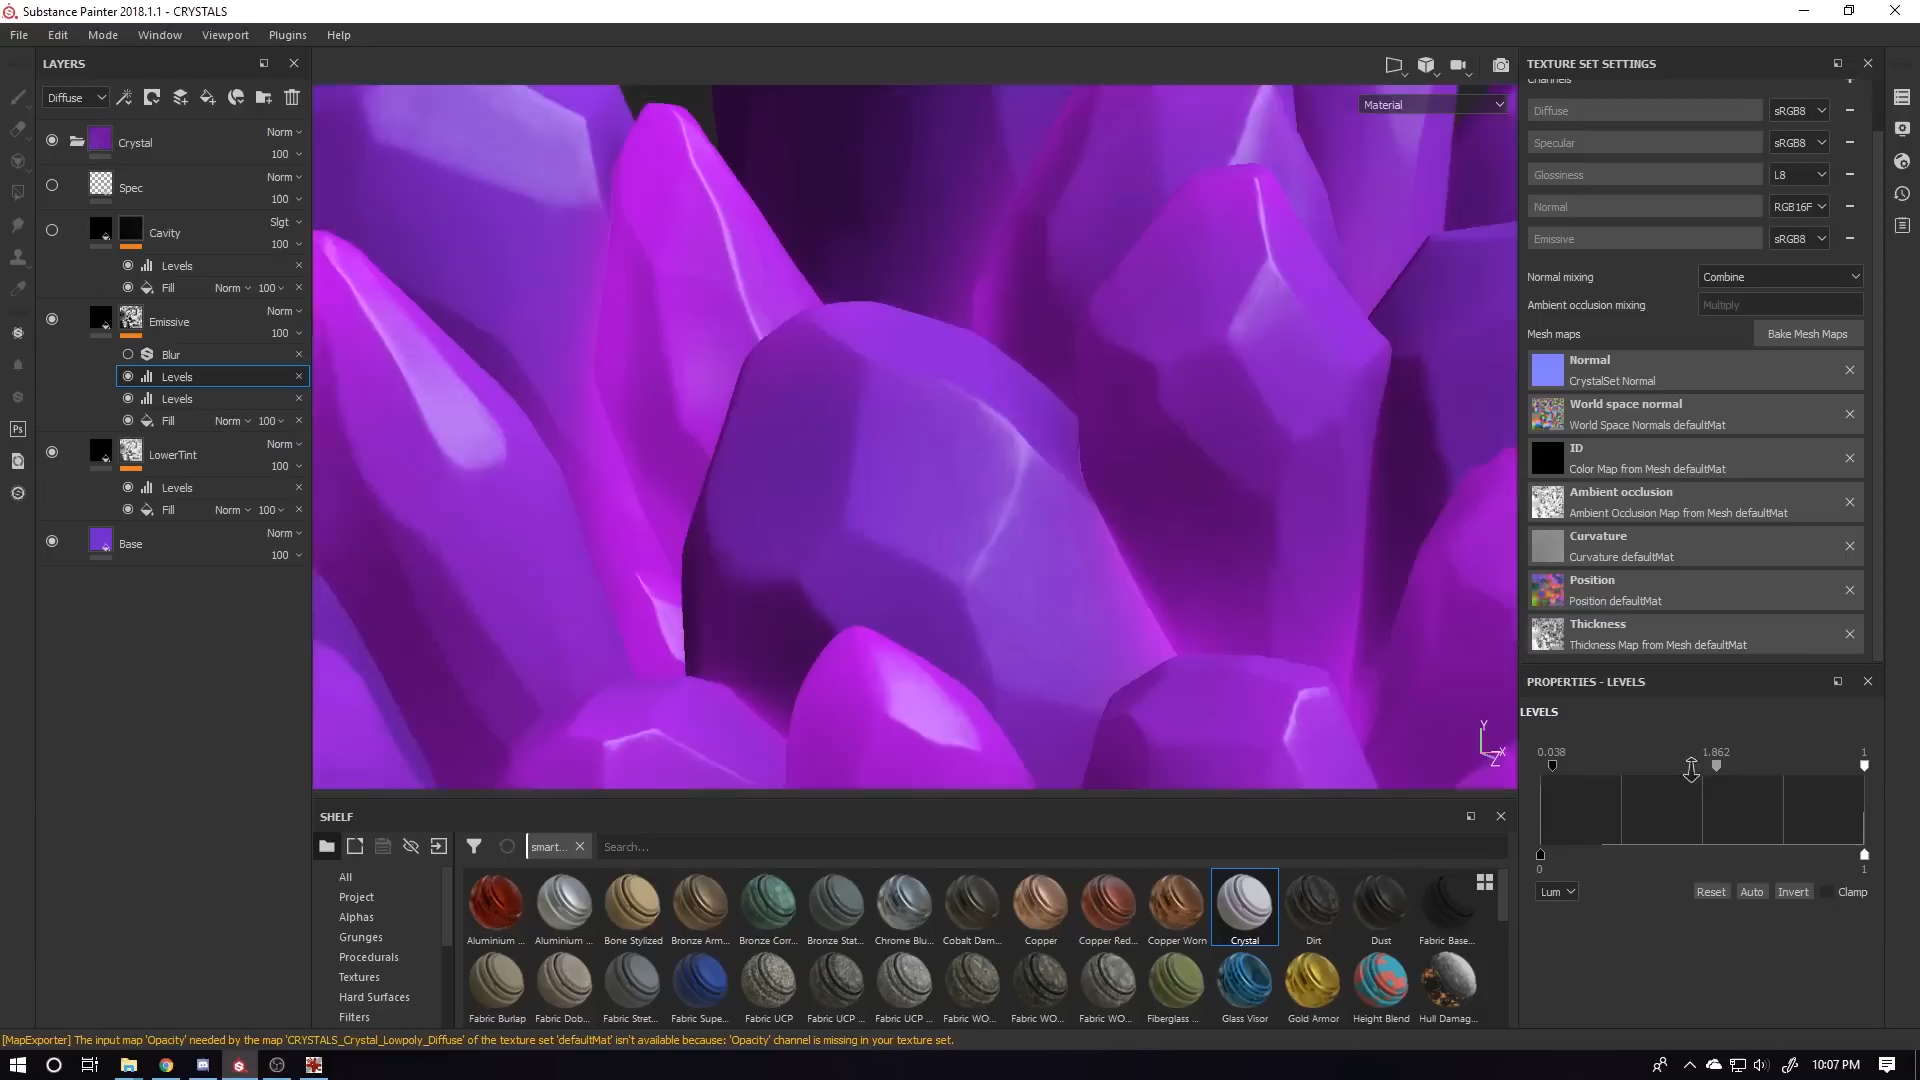 Substance Painter 2018.1.1 - CRYSTALS
File Edit Mode Window Viewport Plugins Help
LAYERS
Diffuse
Crystal Norm
100
Spec Norm
100
Cavity Slgt
100
Levels
Fill Norm 100
Emissive Norm
100
Blur
Levels
Levels
Fill Norm 100
LowerTint Norm
100
Levels
Fill Norm 100
Base Norm
100
Material
Y
X
Z
SHELF
smart...
Search...
All
Project
Alphas
Grunges
Procedurals
Textures
Hard Surfaces
Filters
Aluminium ... Aluminium ... Bone Stylized Bronze Arm... Bronze Corr... Bronze Stat... Chrome Blu... Cobalt Dam... Copper Copper Red... Copper Worn Crystal Dirt Dust Fabric Base...
Fabric Burlap Fabric Dob... Fabric Stret... Fabric Supe... Fabric UCP Fabric UCP ... Fabric UCP ... Fabric WO... Fabric WO... Fabric WO... Fiberglass ... Glass Visor Gold Armor Height Blend Hull Damag...
TEXTURE SET SETTINGS
Channels
Diffuse sRGB8
Specular sRGB8
Glossiness L8
Normal RGB16F
Emissive sRGB8
Normal mixing Combine
Ambient occlusion mixing Multiply
Mesh maps Bake Mesh Maps
Normal
CrystalSet Normal
World space normal
World Space Normals defaultMat
ID
Color Map from Mesh defaultMat
Ambient occlusion
Ambient Occlusion Map from Mesh defaultMat
Curvature
Curvature defaultMat
Position
Position defaultMat
Thickness
Thickness Map from Mesh defaultMat
PROPERTIES - LEVELS
LEVELS
0.038 1.862 1
0 1
Lum Reset Auto Invert Clamp
Ps
[MapExporter] The input map 'Opacity' needed by the map 'CRYSTALS_Crystal_Lowpoly_Diffuse' of the texture set 'defaultMat' isn't available because: 'Opacity' channel is missing in your texture set.
10:07 PM